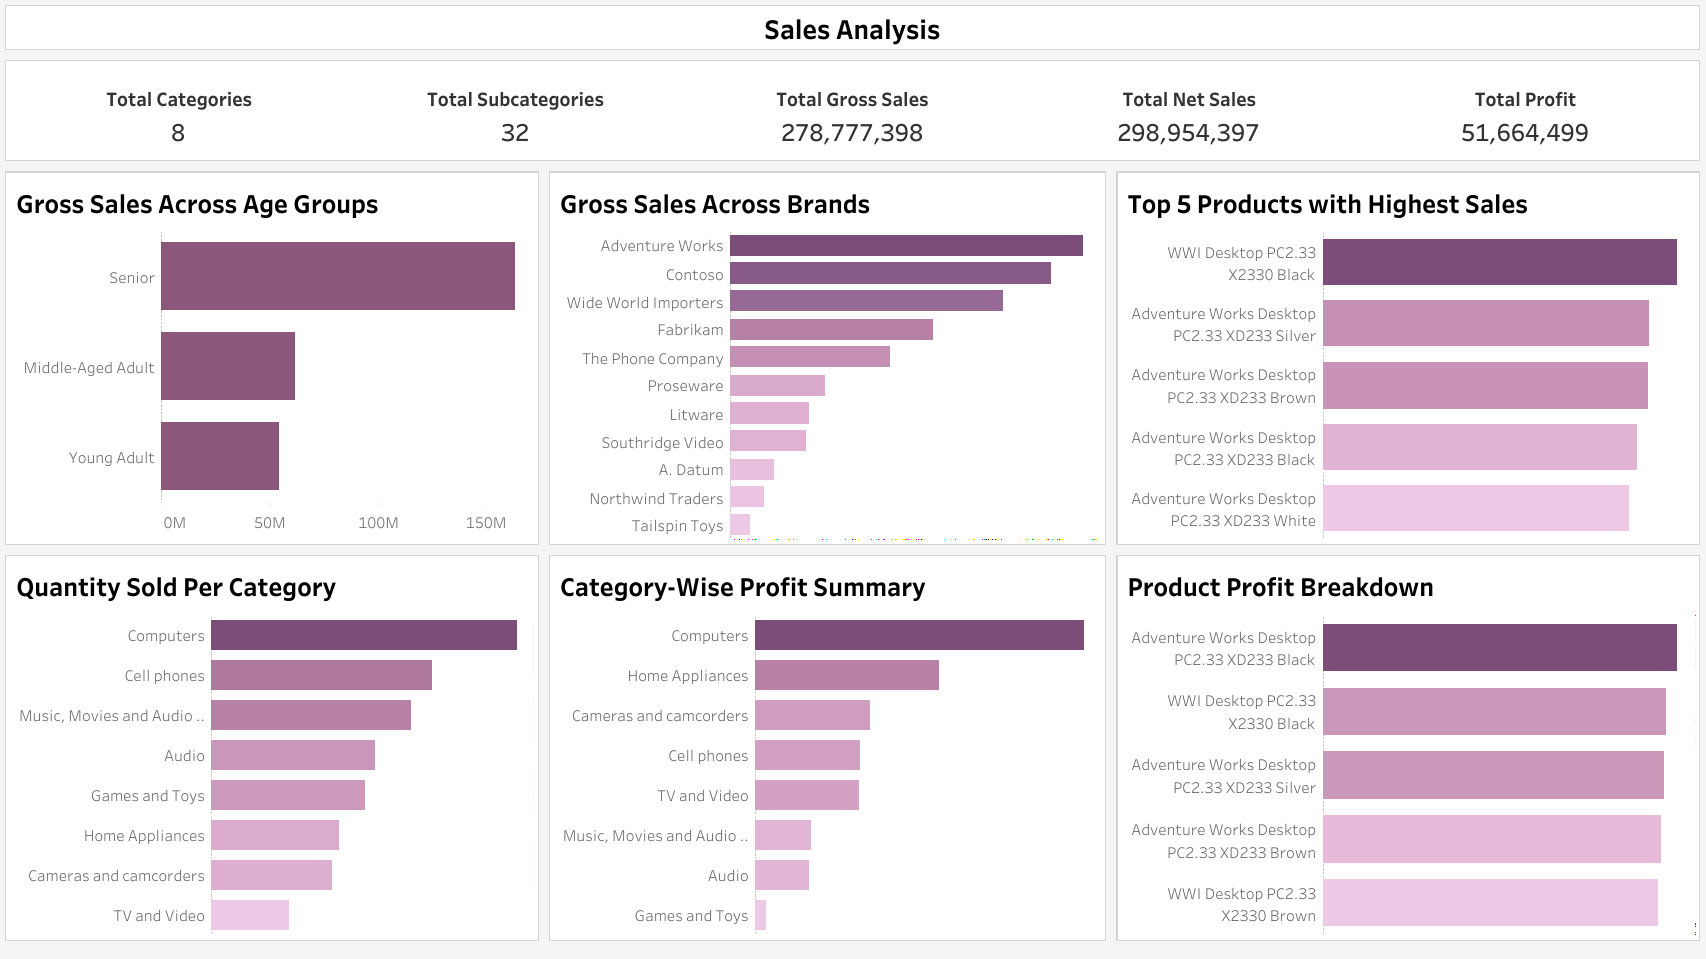 Sales Analysis
Total Categories
8
Total Subcategories
32
Total Gross Sales
278,777,398
Total Net Sales
298,954,397
Total Profit
51,664,499
Gross Sales Across Age Groups
Senior
Middle-Aged Adult
Young Adult
0M
50M
100M
150M
Gross Sales Across Brands
Adventure Works
Contoso
Wide World Importers
Fabrikam
The Phone Company
Proseware
Litware
Southridge Video
A. Datum
Northwind Traders
Tailspin Toys
Top 5 Products with Highest Sales
WWI Desktop PC2.33
X2330 Black
Adventure Works Desktop
PC2.33 XD233 Silver
Adventure Works Desktop
PC2.33 XD233 Brown
Adventure Works Desktop
PC2.33 XD233 Black
Adventure Works Desktop
PC2.33 XD233 White
Quantity Sold Per Category
Computers
Cell phones
Music, Movies and Audio ..
Audio
Games and Toys
Home Appliances
Cameras and camcorders
TV and Video
Category-Wise Profit Summary
Computers
Home Appliances
Cameras and camcorders
Cell phones
TV and Video
Music, Movies and Audio ..
Audio
Games and Toys
Product Profit Breakdown
Adventure Works Desktop
PC2.33 XD233 Black
WWI Desktop PC2.33
X2330 Black
Adventure Works Desktop
PC2.33 XD233 Silver
Adventure Works Desktop
PC2.33 XD233 Brown
WWI Desktop PC2.33
X2330 Brown